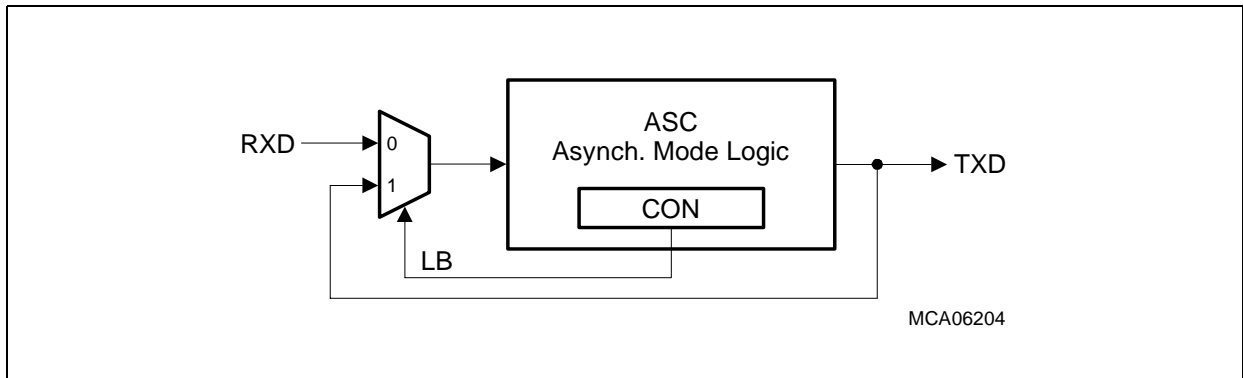 ASC
Asynch. Mode Logic
RXD
0
TXD
1
CON
LB
MCA06204